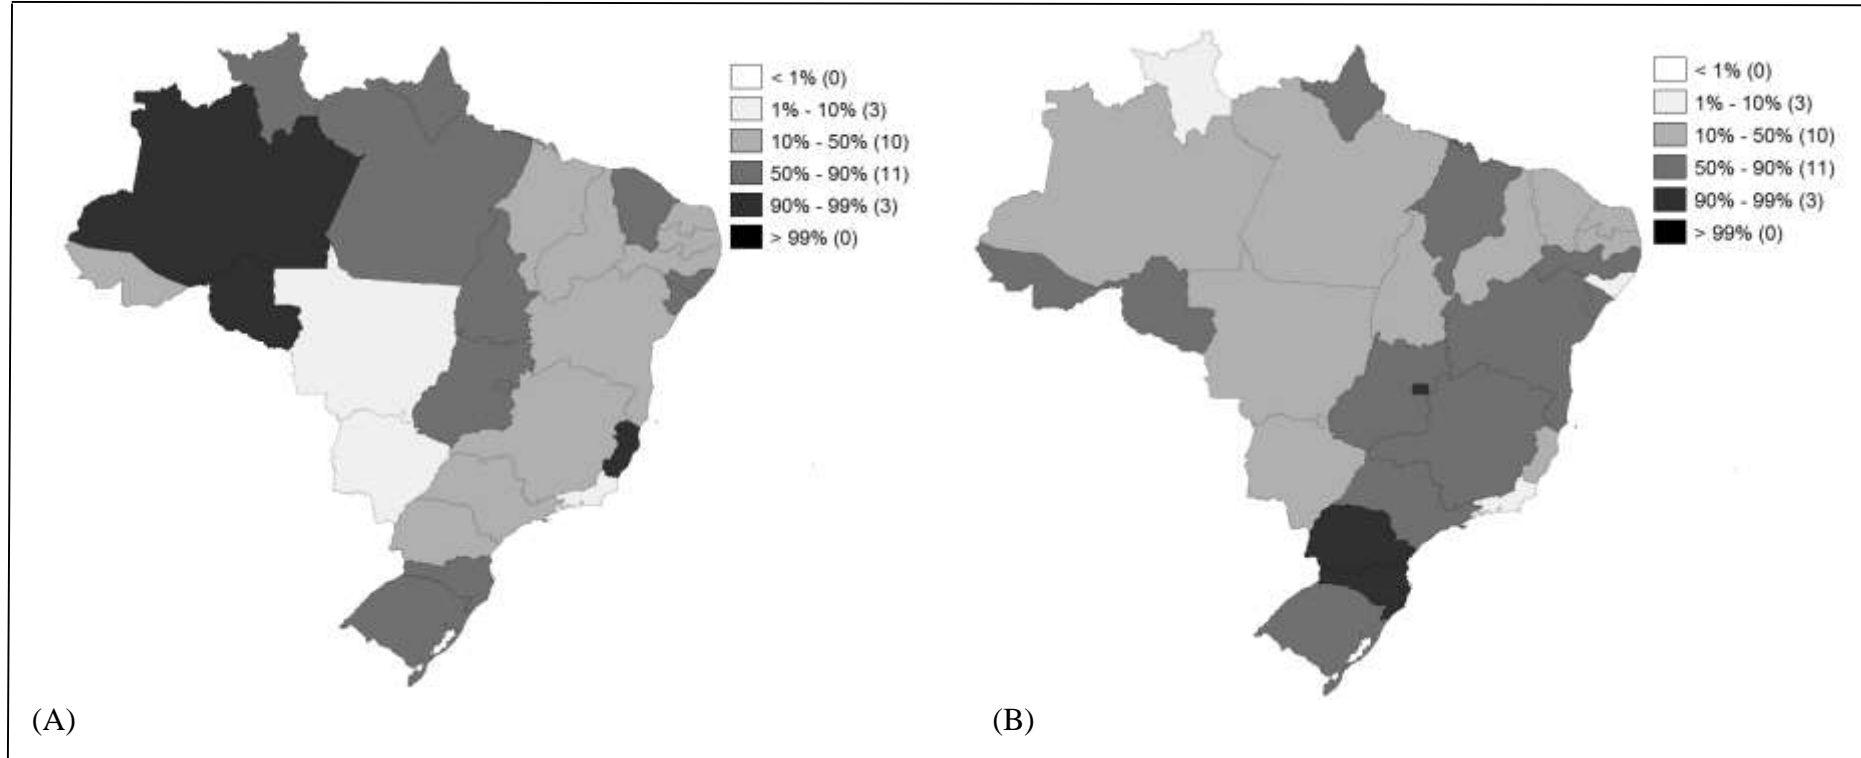 < 1% (0)
1% - 10% (3)
10% - 50% (10)
50% - 90% (11)
90% - 99% (3)
> 99% (0)
(A)
< 1% (0)
1% - 10% (3)
10% - 50% (10)
50% - 90% (11)
90% - 99% (3)
> 99% (0)
(B)